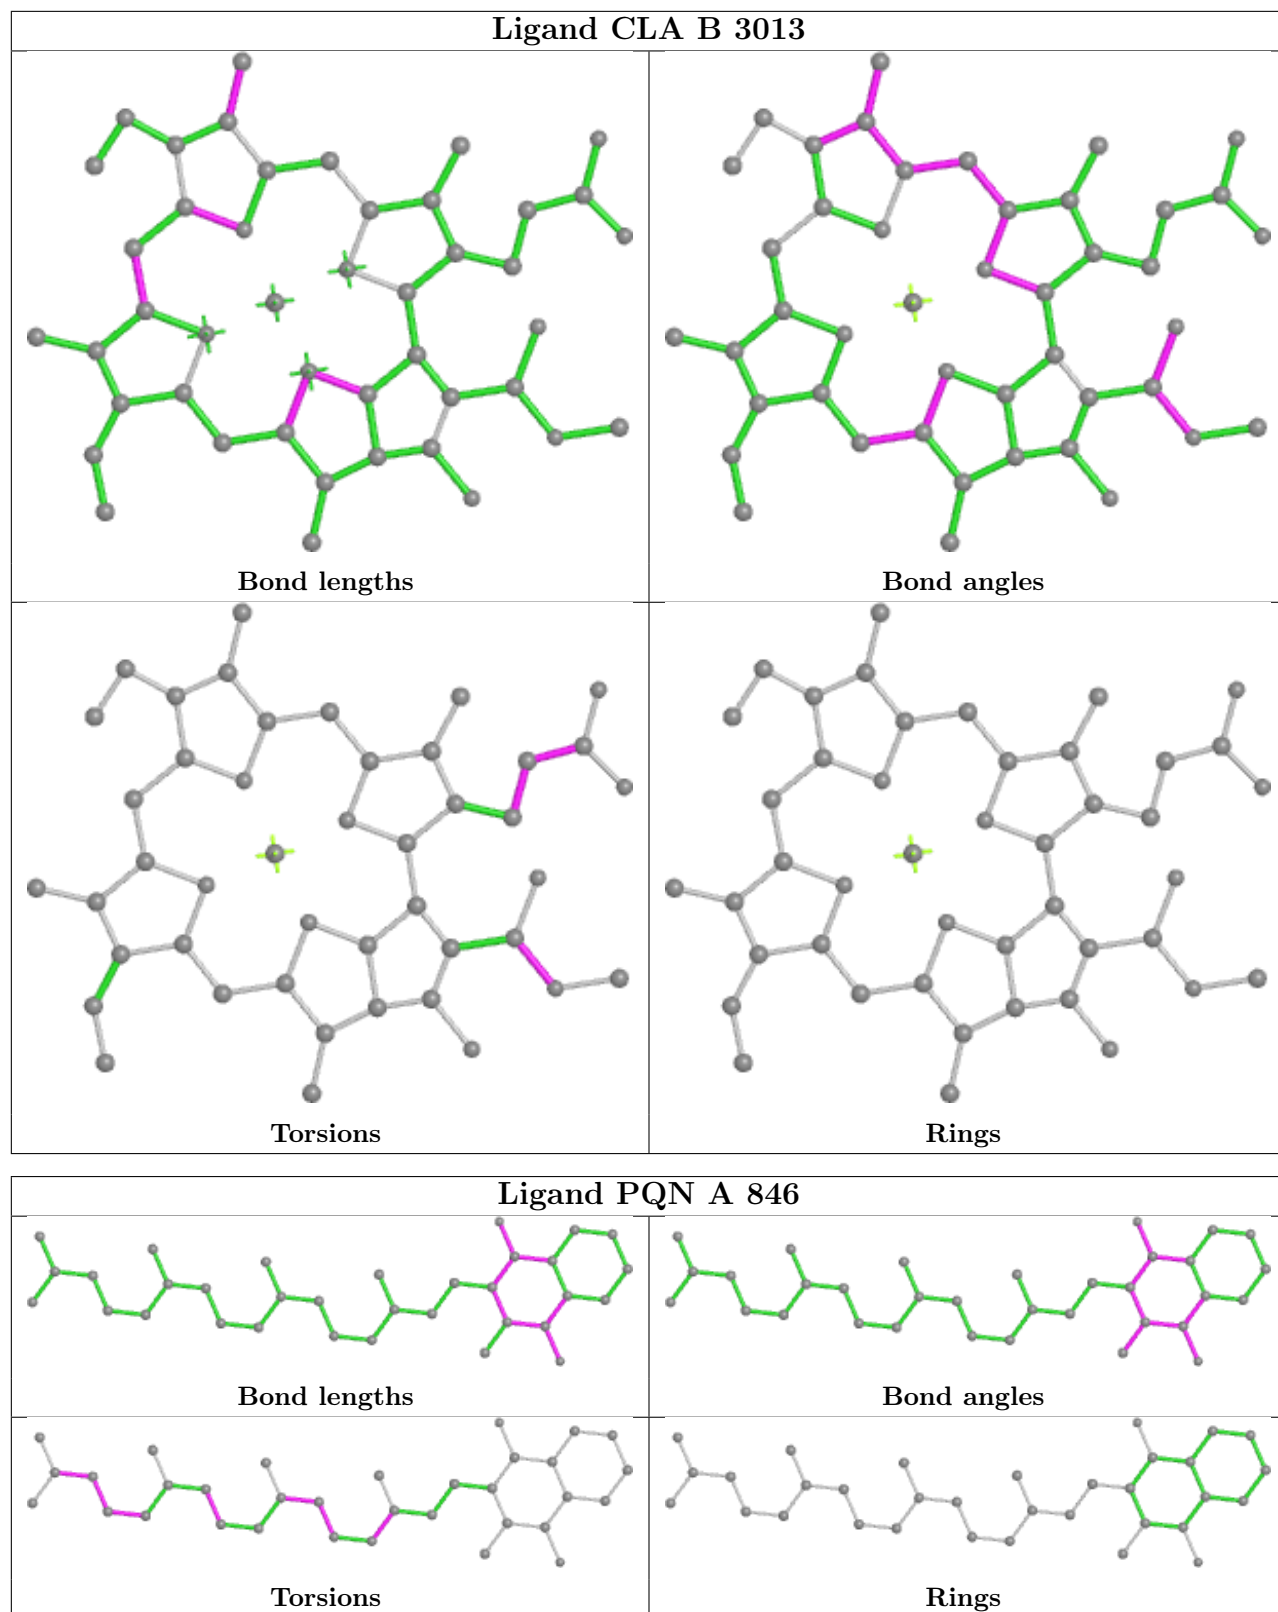 Ligand CLA B 3013
Bond lengths
Bond angles
Torsions
Rings
Ligand PQN A 846
Bond lengths
Bond angles
Torsions
Rings